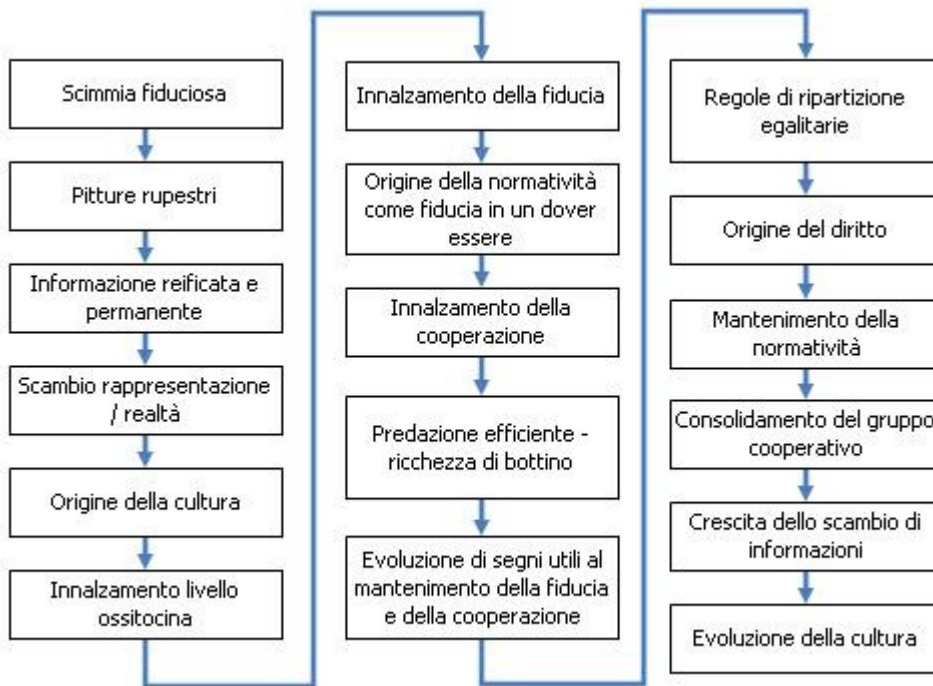 Scimmia fiduciosa
Pitture rupestri
Informazione reificata e
permanente
Scambio rappresentazione
/ realtà
Origine della cultura
Innalzamento livello
ossitocina
Innalzamento della fiducia
Origine della normatività
come fiducia in un dover
essere
Innalzamento della
cooperazione
Predazione efficiente -
ricchezza di bottino
Evoluzione di segni utili al
mantenimento della fiducia
e della cooperazione
Regole di ripartizione
egalitarie
Origine del diritto
Mantenimento della
normatività
Consolidamento del gruppo
cooperativo
Crescita dello scambio di
informazioni
Evoluzione della cultura